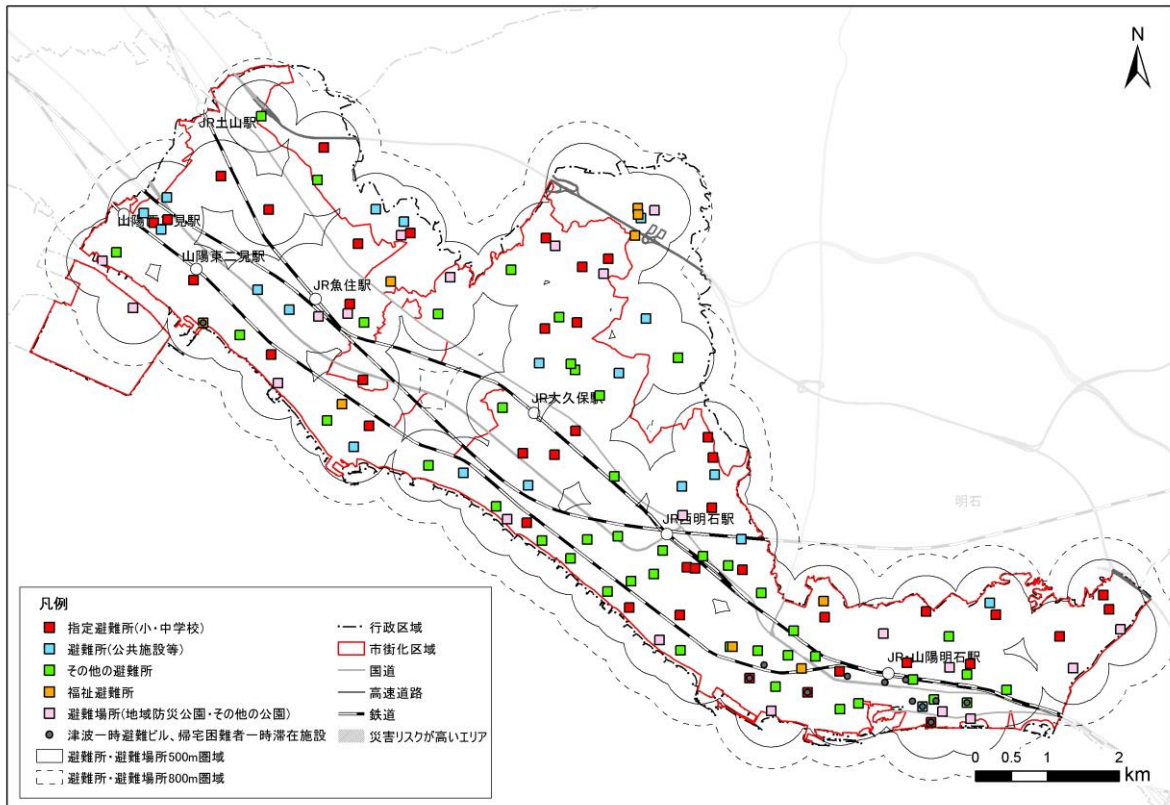 N
JR土山駅
山陽東二見駅
JR魚住駅
JR大久保駅
明石
JR西明石駅
JR・山陽明石駅
凡例
指定避難所(小・中学校)
避難所(公共施設等)
その他の避難所
福祉避難所
避難場所(地域防災公園・その他の公園)
津波一時避難ビル、帰宅困難者一時滞在施設
避難所・避難場所500m圏域
避難所・避難場所800m圏域
行政区域
市街化区域
国道
高速道路
鉄道
災害リスクが高いエリア
0 0.5 1 2
km